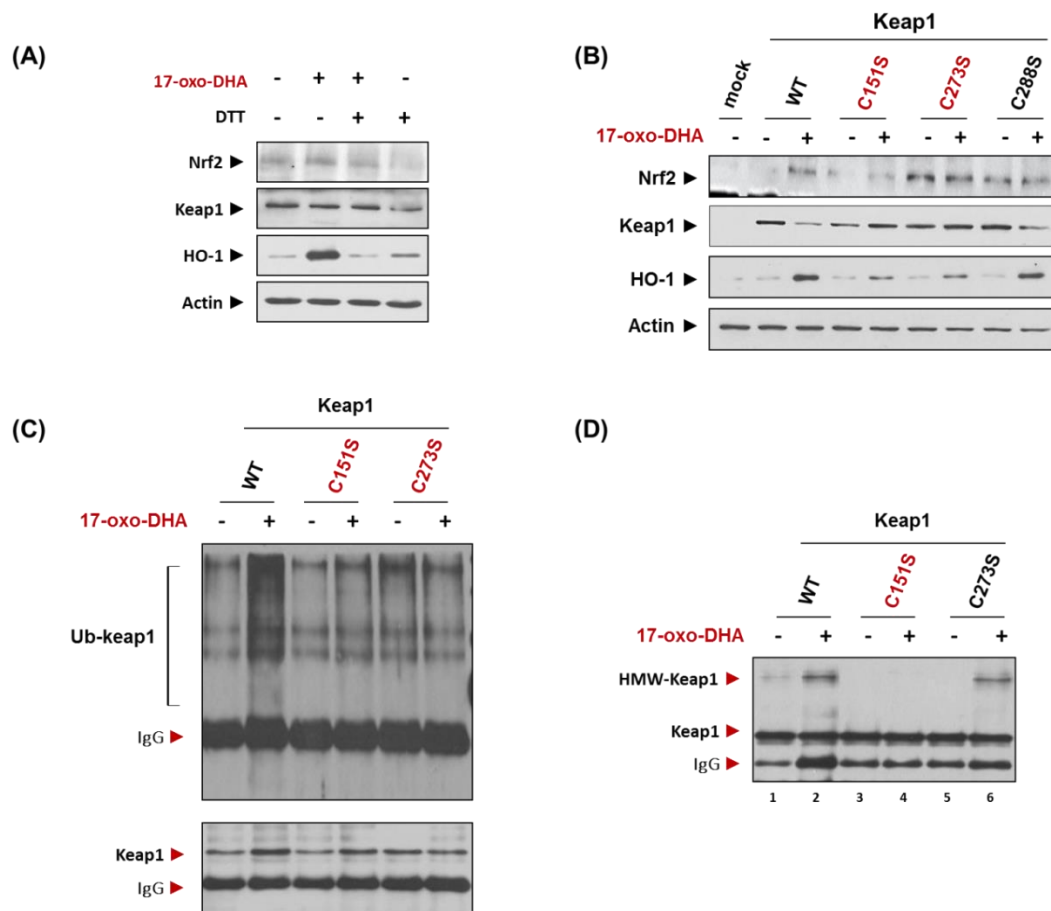 (A)
17-oxo-DHA - + + -
DTT - - + +
Nrf2
Keap1
HO-1
Actin
(B)
Keap1
mock WT C151S C273S C288S
17-oxo-DHA - - + - + - + - +
Nrf2
Keap1
HO-1
Actin
(C)
Keap1
WT C151S C273S
17-oxo-DHA - + - + - +
Ub-keap1
IgG
Keap1
IgG
(D)
Keap1
WT C151S C273S
17-oxo-DHA - + - + - +
HMW-Keap1
Keap1
IgG
1 2 3 4 5 6